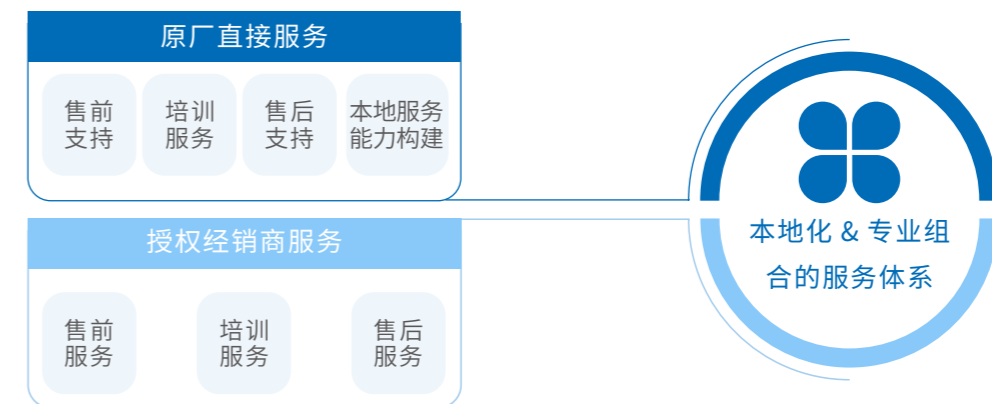 原厂直接服务
售前
支持
培训
服务
售后
支持
本地服务
能力构建
授权经销商服务
售前
服务
培训
服务
售后
服务
本地化 & 专业组
合的服务体系